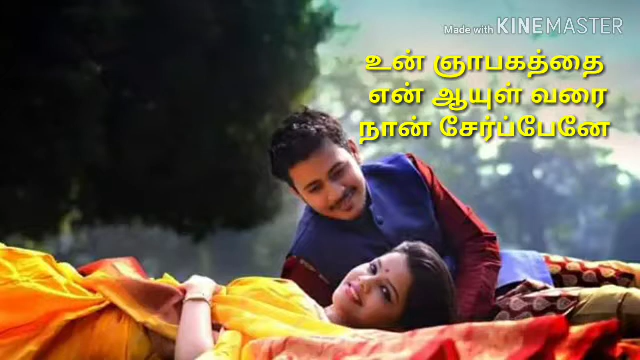 Made with KINEMASTER
உன் ஞாபகத்தை
என் ஆயுள் வரை
நான் சேர்ப்பேனே